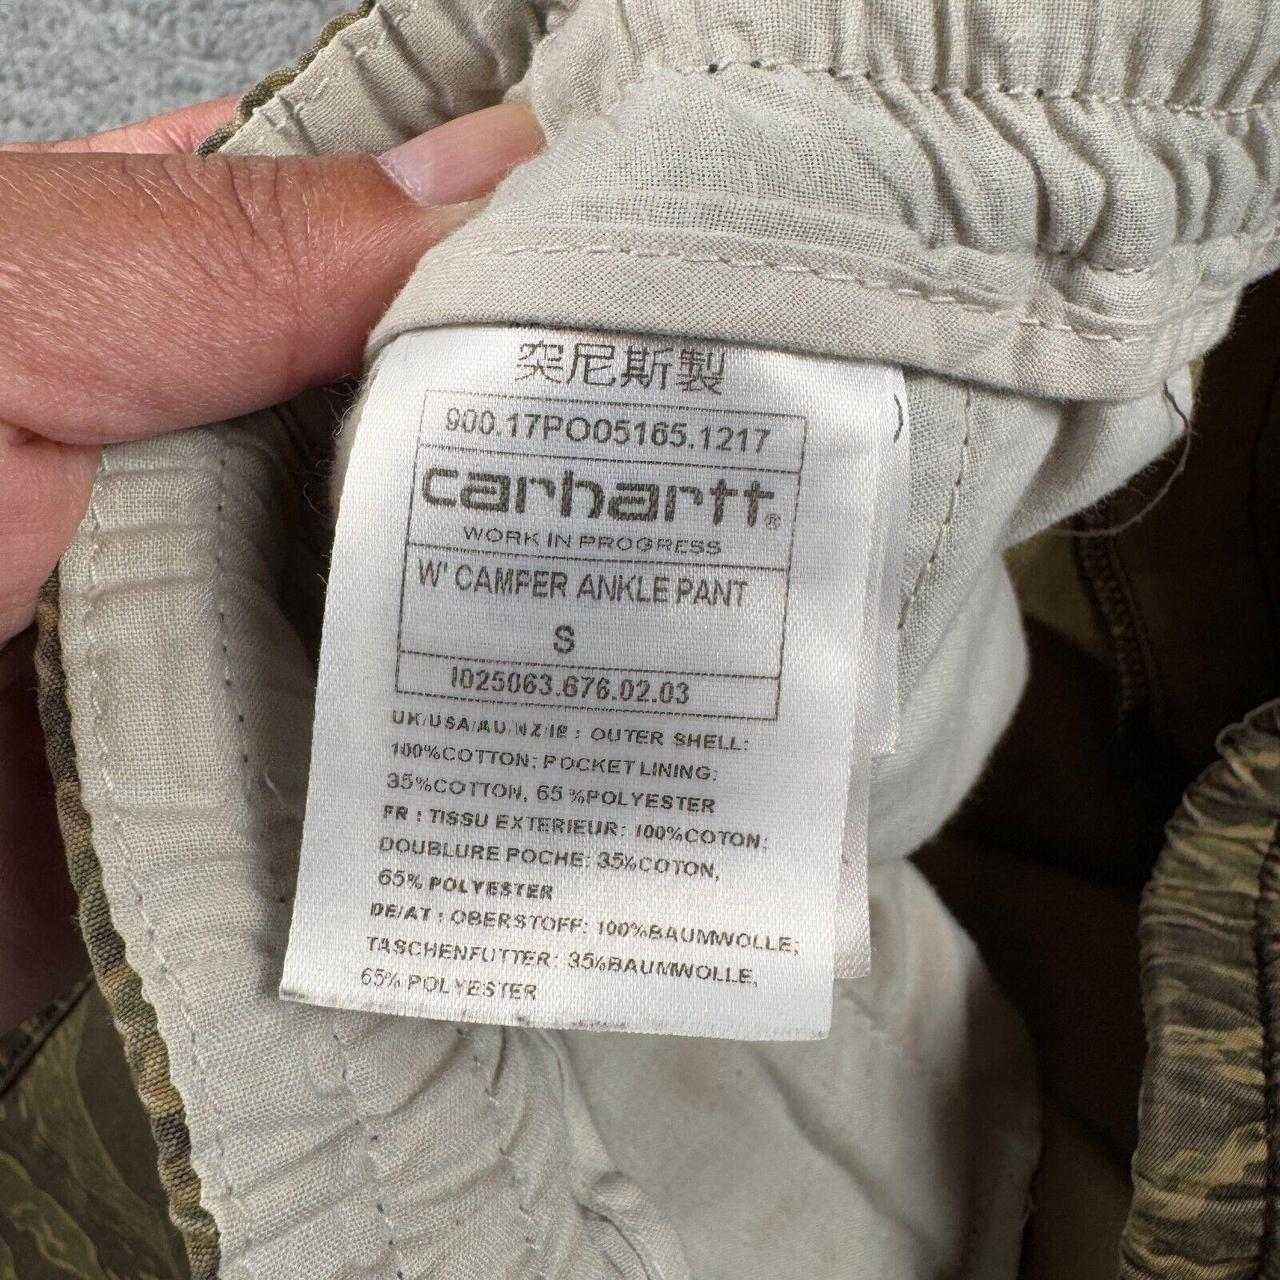 突尼斯製
900.17PO05165.1217
carhartt®
WORK IN PROGRESS
W' CAMPER ANKLE PANT
S
I025063.676.02.03
UK/USA/AU/NZ/IE : OUTER SHELL:
100%COTTON; POCKET LINING:
35%COTTON, 65 %POLYESTER
FR : TISSU EXTERIEUR: 100%COTON;
DOUBLURE POCHE: 35%COTON,
65% POLYESTER
DE/AT : OBERSTOFF: 100%BAUMWOLLE;
TASCHENFUTTER: 35%BAUMWOLLE,
65% POLYESTER